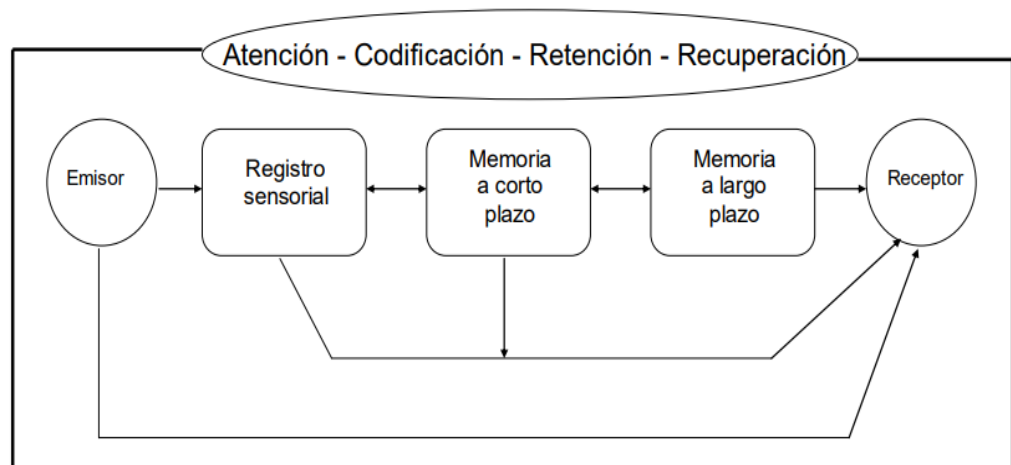 Atención - Codificación - Retención - Recuperación
Emisor
Registro
sensorial
Memoria
a corto
plazo
Memoria
a largo
plazo
Receptor